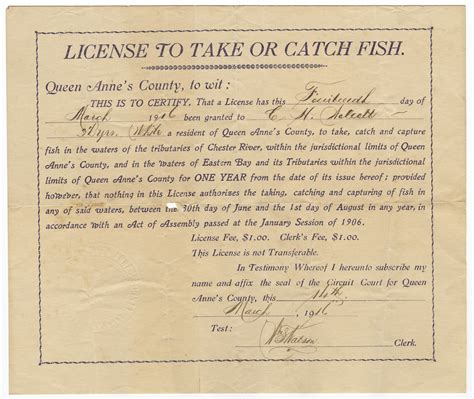 LICENSE TO TAKE OR CATCH FISH.
Queen Anne's County, to wit:
THIS IS TO CERTIFY, That a License has this day of
March 1916 been granted to C. H.
yrs. White a resident of Queen Anne's County, to take, catch and capture
fish in the waters of the tributaries of Chester River, within the jurisdictional limits of Queen
Anne's County, and in the waters of Eastern Bay and its Tributaries within the jurisdictional
limits of Queen Anne's County for ONE YEAR from the date of its issue hereof; provided
however, that nothing in this License authorizes the taking, catching and capturing of fish in
any of said waters, between the 30th day of June and the 1st day of August in any year, in
accordance with an Act of Assembly passed at the January Session of 1906.
License Fee, $1.00. Clerk's Fee, $1.00.
This License is not Transferable.
In Testimony Whereof I hereunto subscribe my
name and affix the seal of the Circuit Court for Queen
Anne's County, this
March 1916
Test:
Watson Clerk.